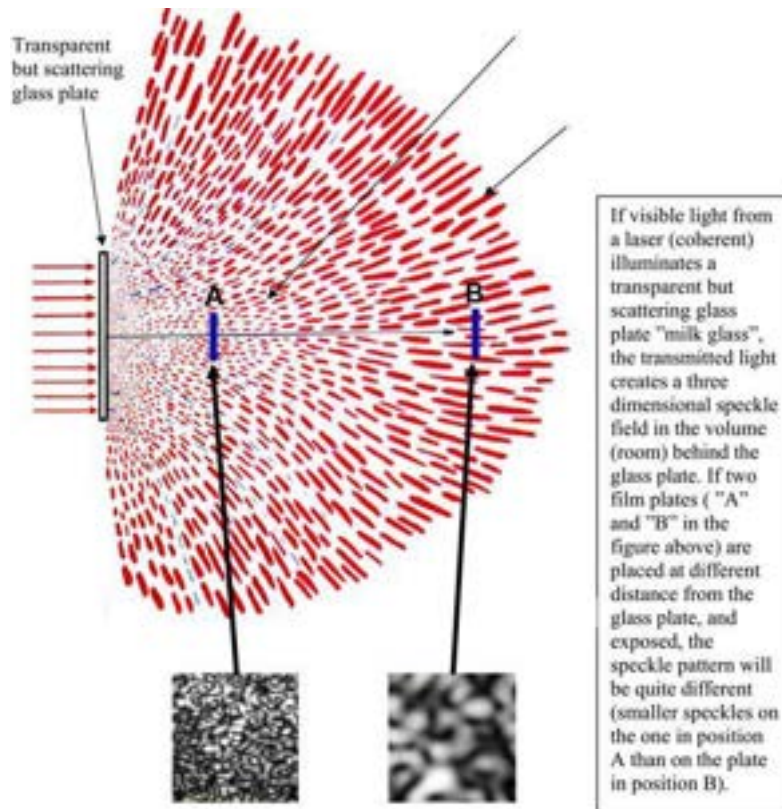 Transparent
but scattering
glass plate
A
B
If visible light from
a laser (coherent)
illuminates a
transparent but
scattering glass
plate ”milk glass”,
the transmitted light
creates a three
dimensional speckle
field in the volume
(room) behind the
glass plate. If two
film plates ( ”A”
and ”B” in the
figure above) are
placed at different
distance from the
glass plate, and
exposed, the
speckle pattern will
be quite different
(smaller speckles on
the one in position
A than on the plate
in position B).